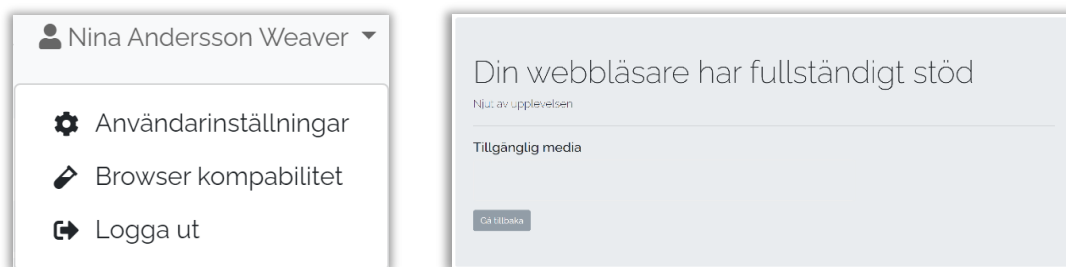 Nina Andersson Weaver
Användarinställningar
Browser kompabilitet
Logga ut
Din webbläsare har fullständigt stöd
Njut av upplevelsen
Tillgänglig media
Gå tillbaka